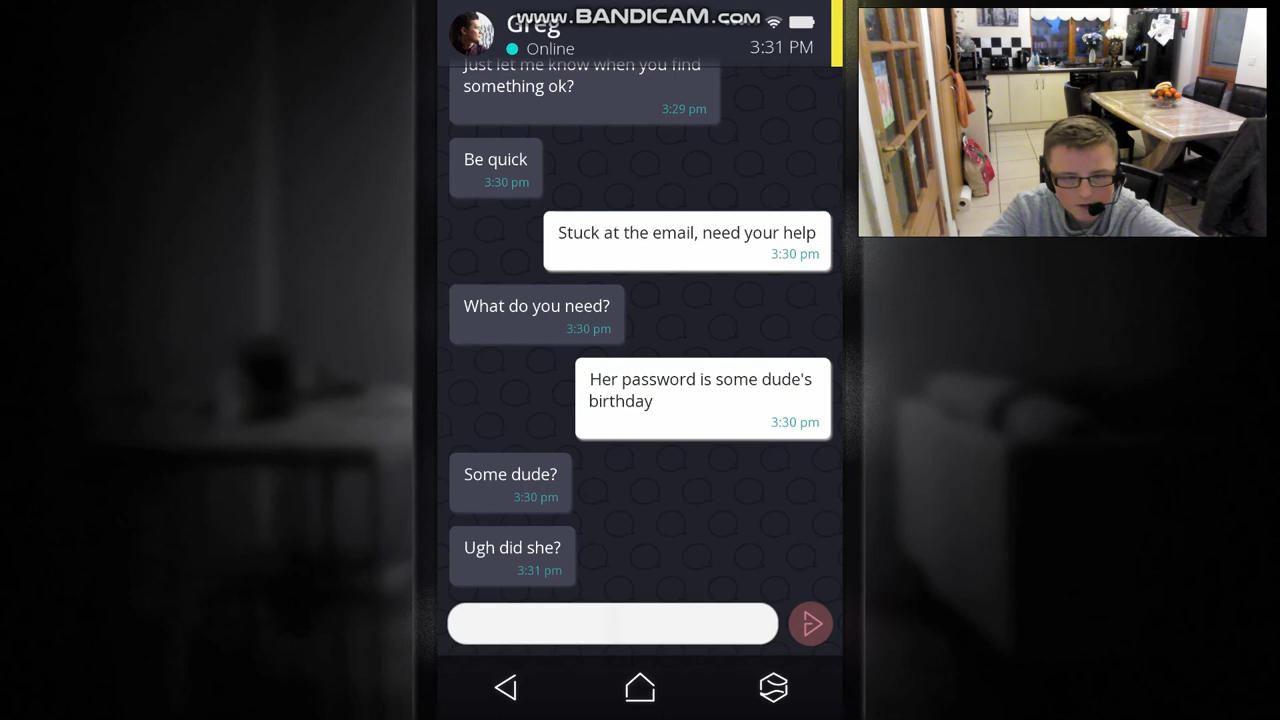 www.BANDICAM.com
Greg
Online
3:31 PM
Just let me know when you find
something ok?
3:29 pm
Be quick
3:30 pm
Stuck at the email, need your help
3:30 pm
What do you need?
3:30 pm
Her password is some dude's
birthday
3:30 pm
Some dude?
3:30 pm
Ugh did she?
3:31 pm